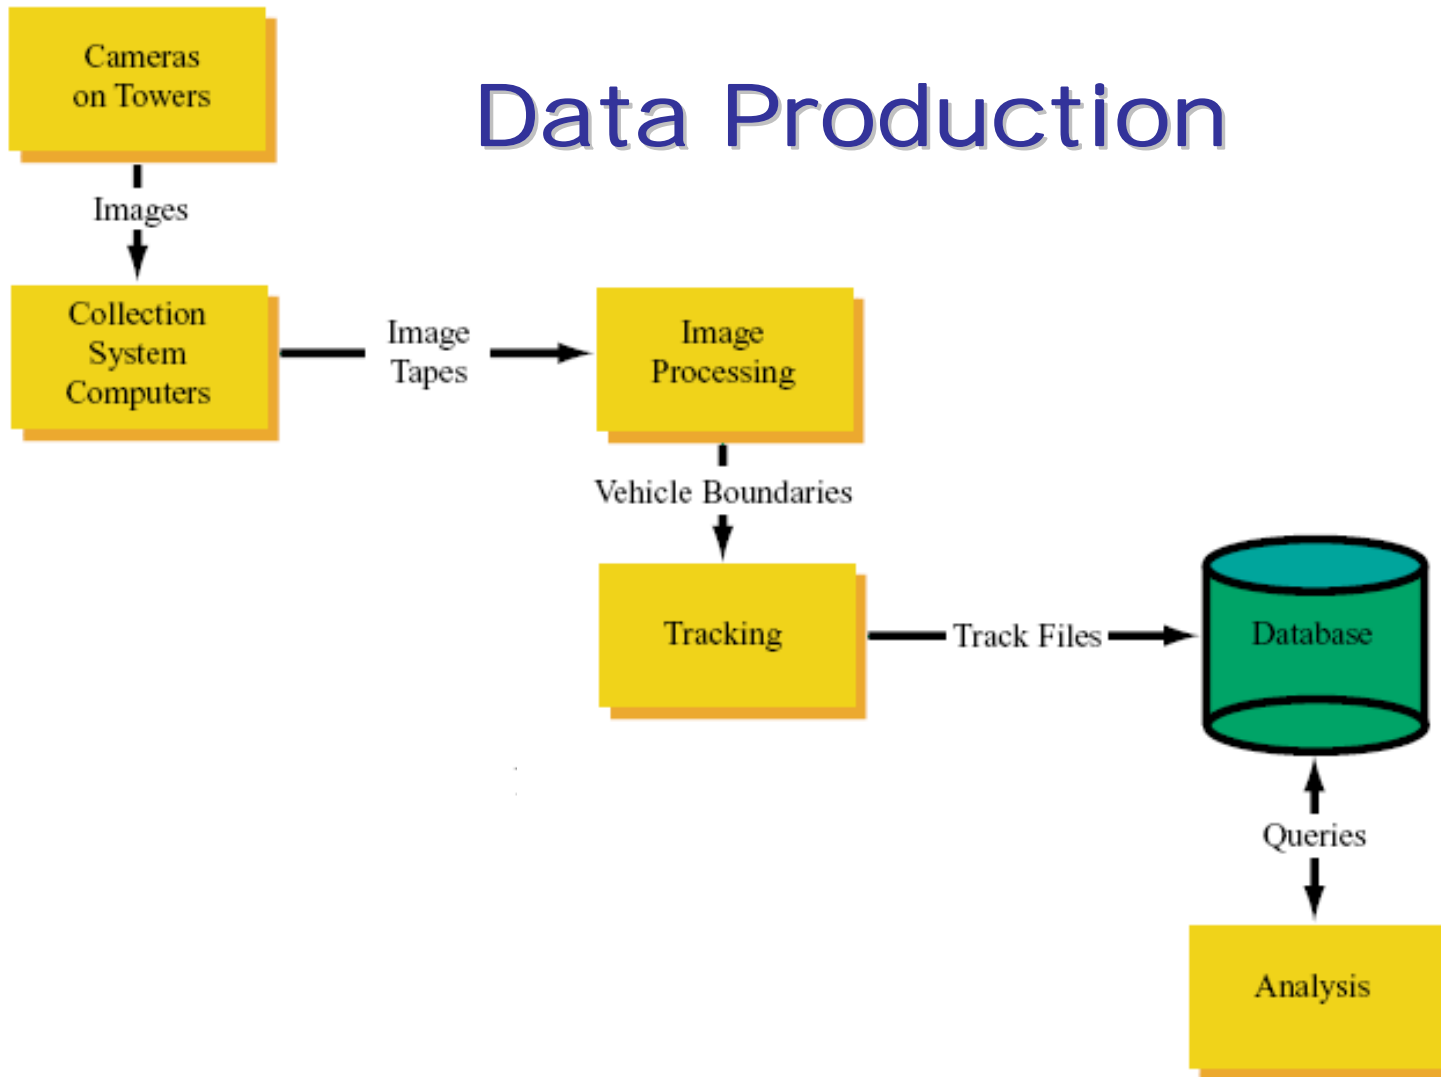 Data Production
Cameras
on Towers
Images
Collection
System
Computers
Image
Tapes
Image
Processing
Vehicle Boundaries
Tracking
Track Files
Database
Queries
Analysis